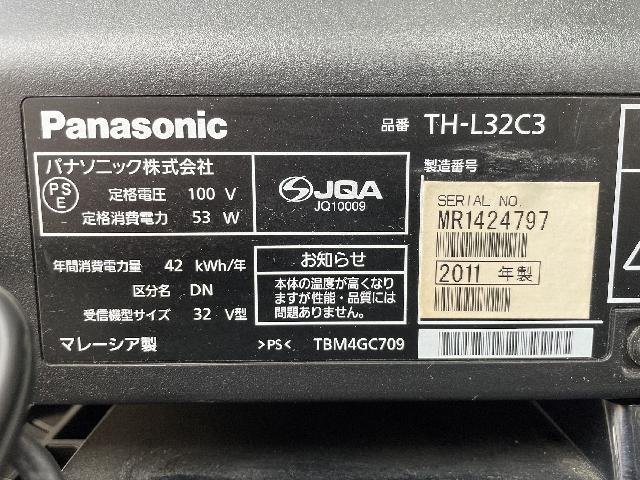 Panasonic
品番 TH-L32C3
パナソニック株式会社
PS
E
定格電圧 100 V
定格消費電力 53 W
JQA
JQ10009
製造番号
SERIAL NO.
MR1424797
2011 年製
年間消費電力量 42 kWh/年
区分名 DN
受信機型サイズ 32 V型
お知らせ
本体の温度が高くなり
ますが性能・品質には
問題ありません。
マレーシア製
>PS< TBM4GC709